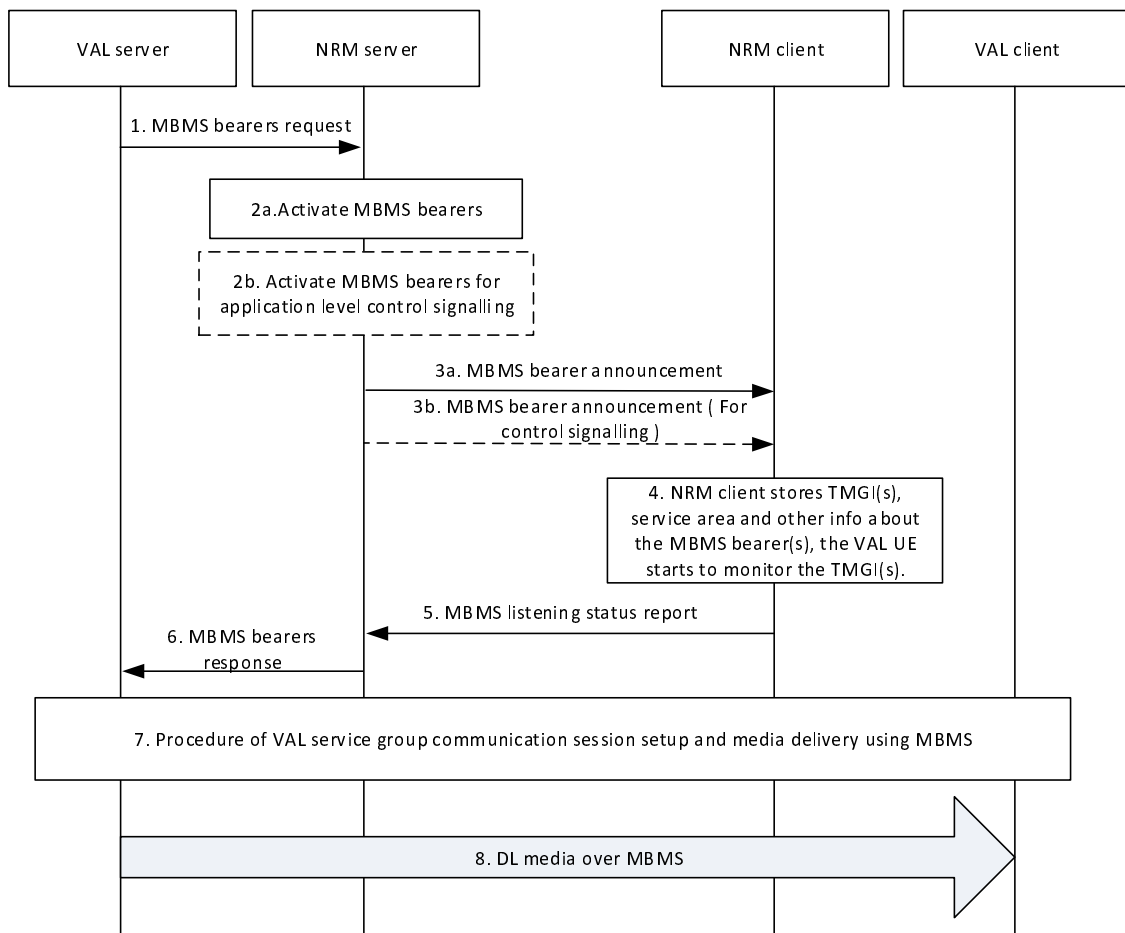 VAL server
NRM server
NRM client
VAL client
1. MBMS bearers request
2a.Activate MBMS bearers
2b. Activate MBMS bearers for
application level control signalling
3a. MBMS bearer announcement
3b. MBMS bearer announcement ( For
control signalling )
4. NRM client stores TMGI(s),
service area and other info about
the MBMS bearer(s), the VAL UE
starts to monitor the TMGI(s).
5. MBMS listening status report
6. MBMS bearers
response
7. Procedure of VAL service group communication session setup and media delivery using MBMS
8. DL media over MBMS